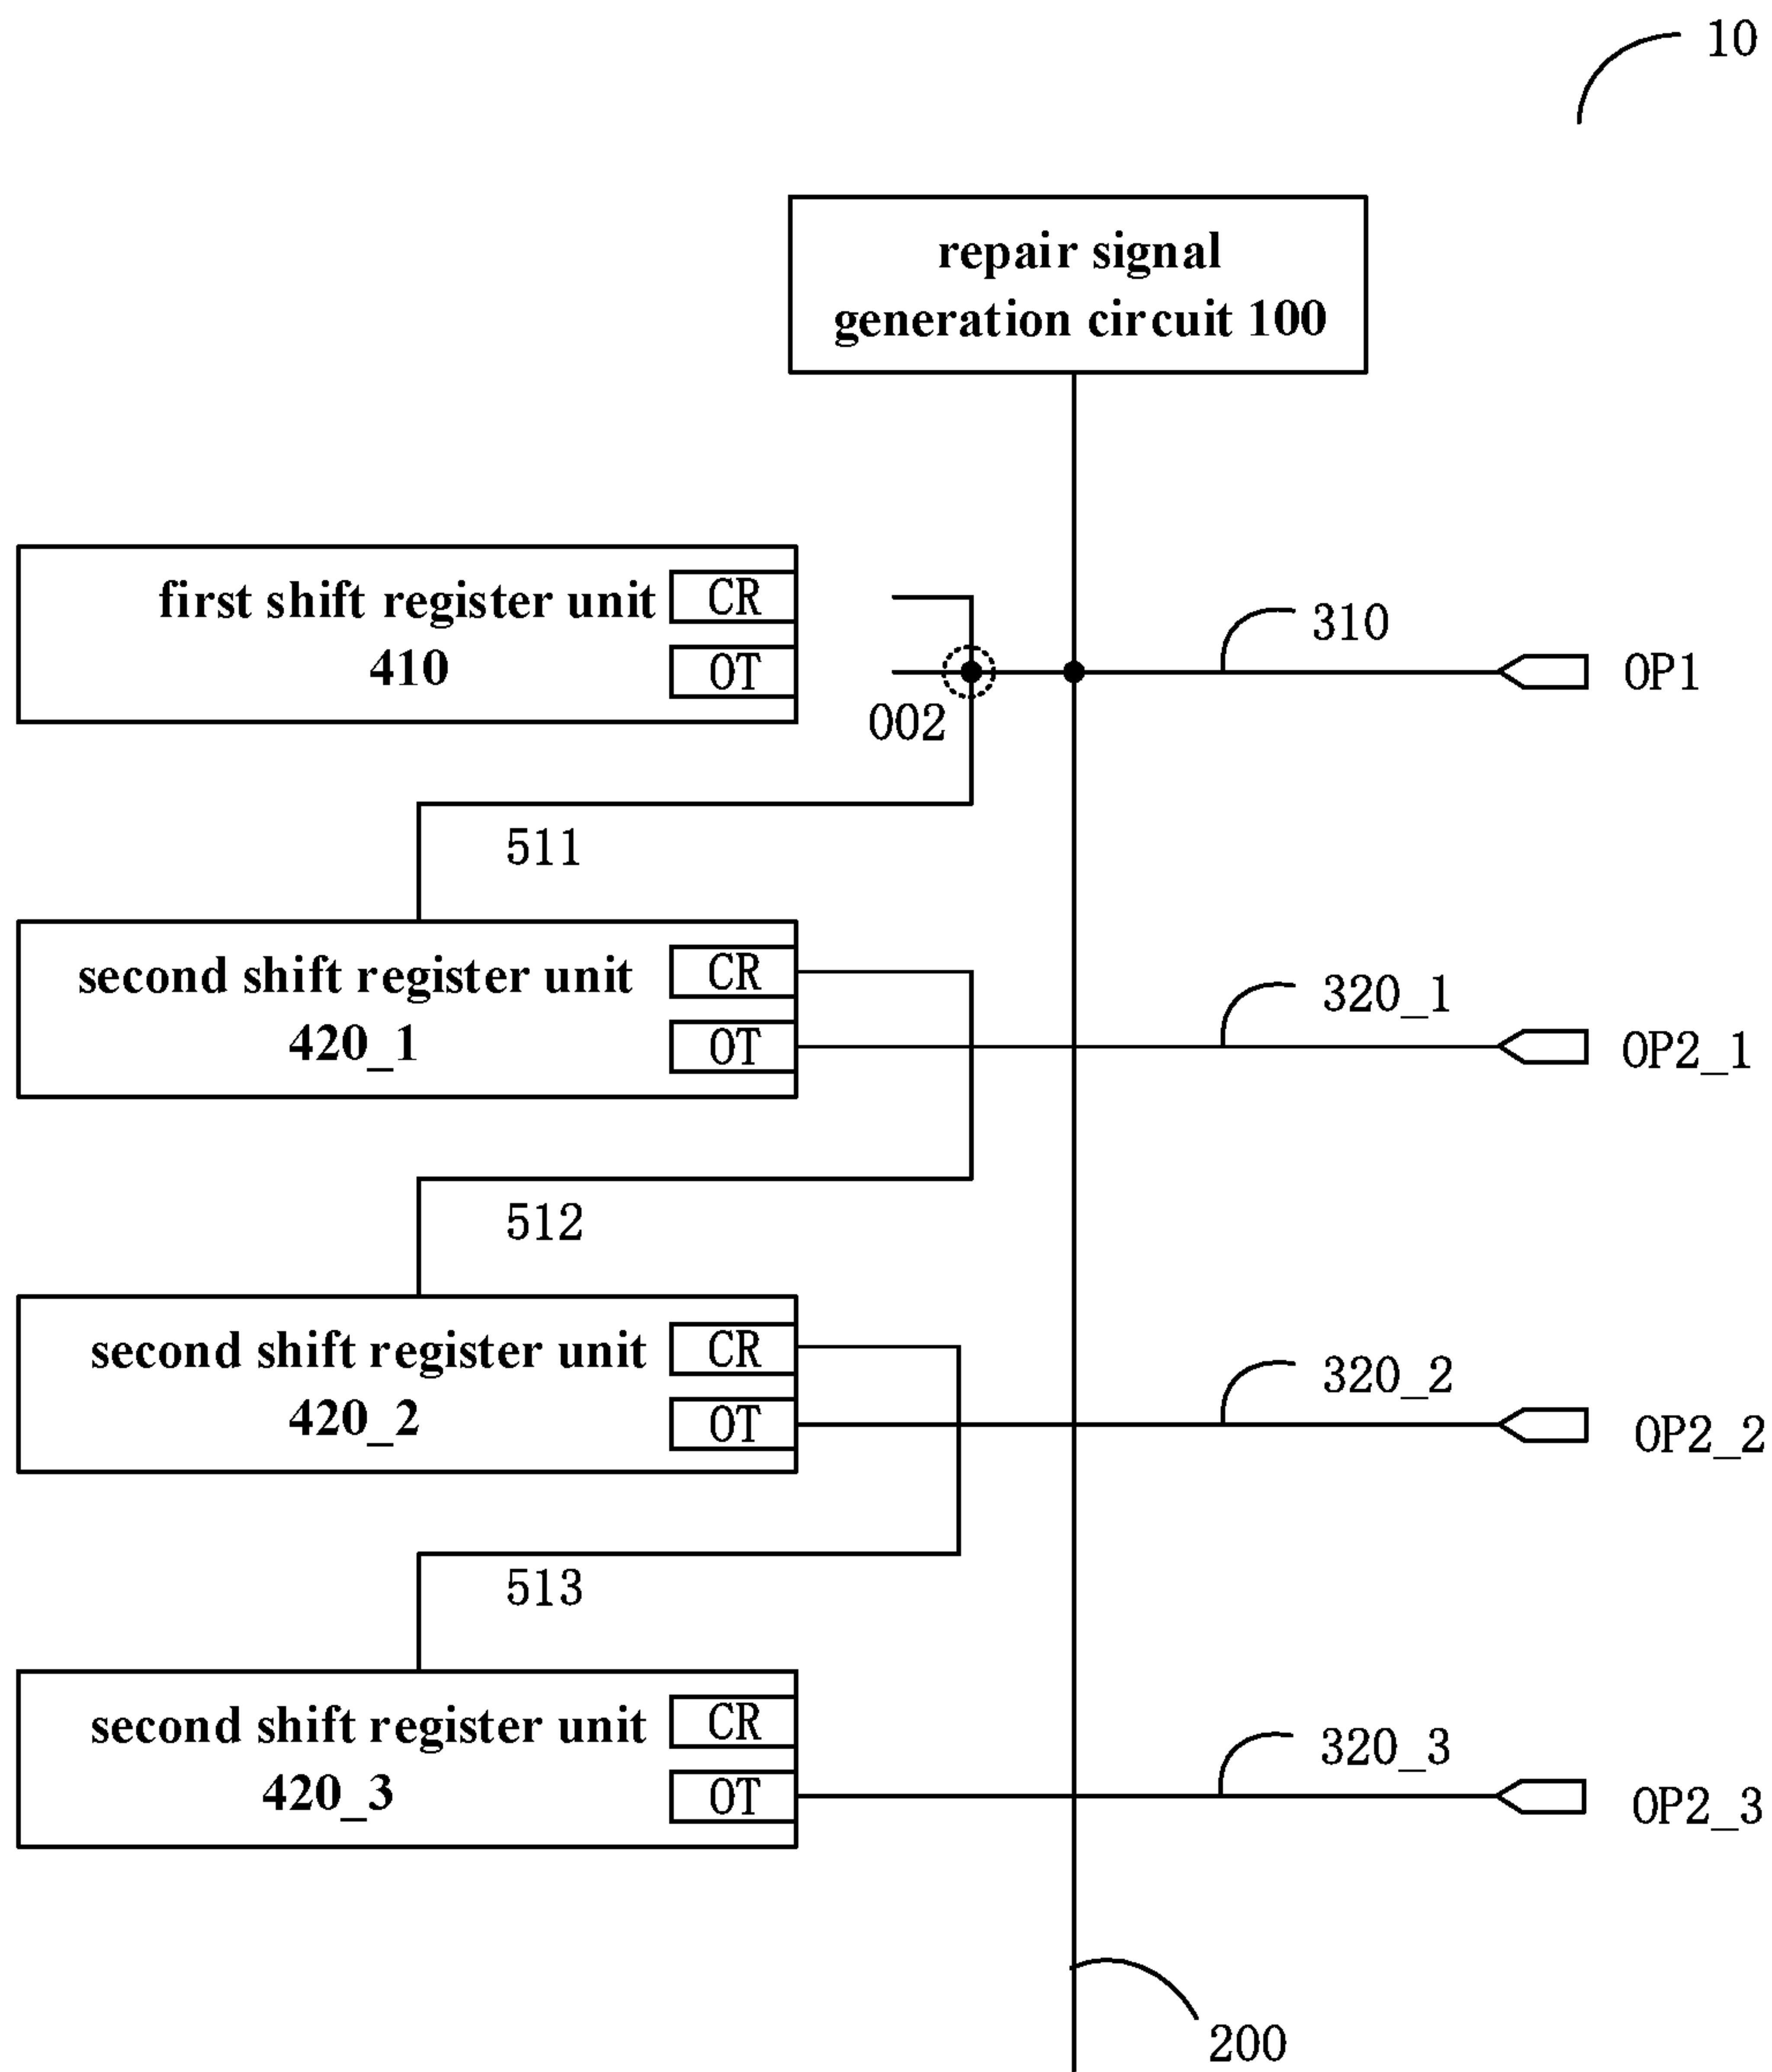 10
repair signal
generation circuit 100
first shift register unit
410
CR
OT
002
310
OP1
511
second shift register unit
420_1
CR
OT
320_1
OP2_1
512
second shift register unit
420_2
CR
OT
320_2
OP2_2
513
second shift register unit
420_3
CR
OT
320_3
OP2_3
200